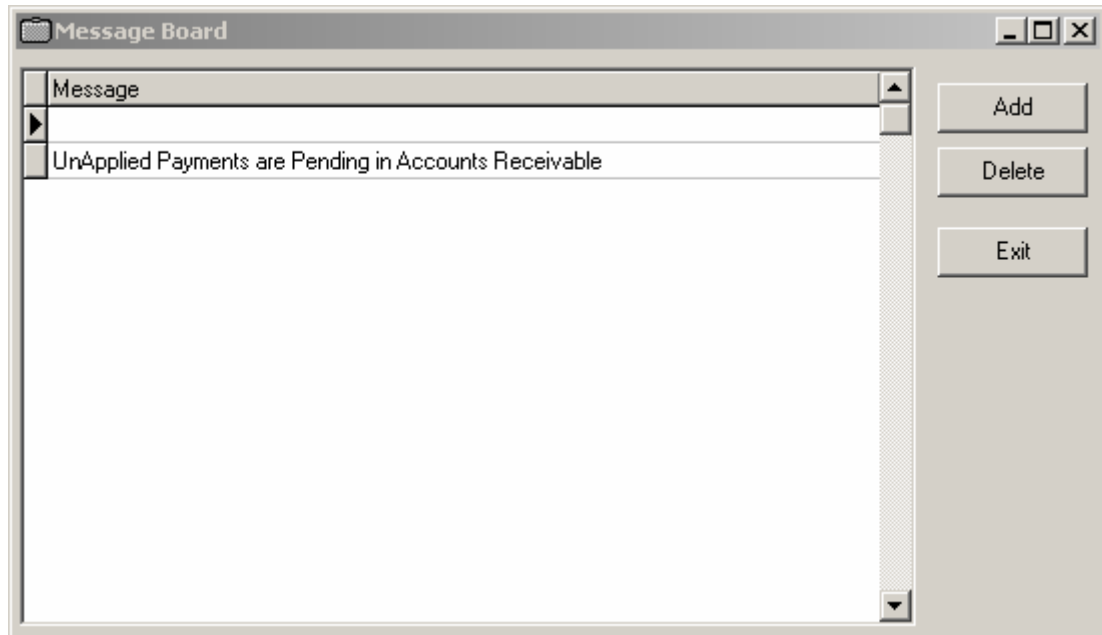 Message Board
Message
Add
UnApplied Payments are Pending in Accounts Receivable
Delete
Exit